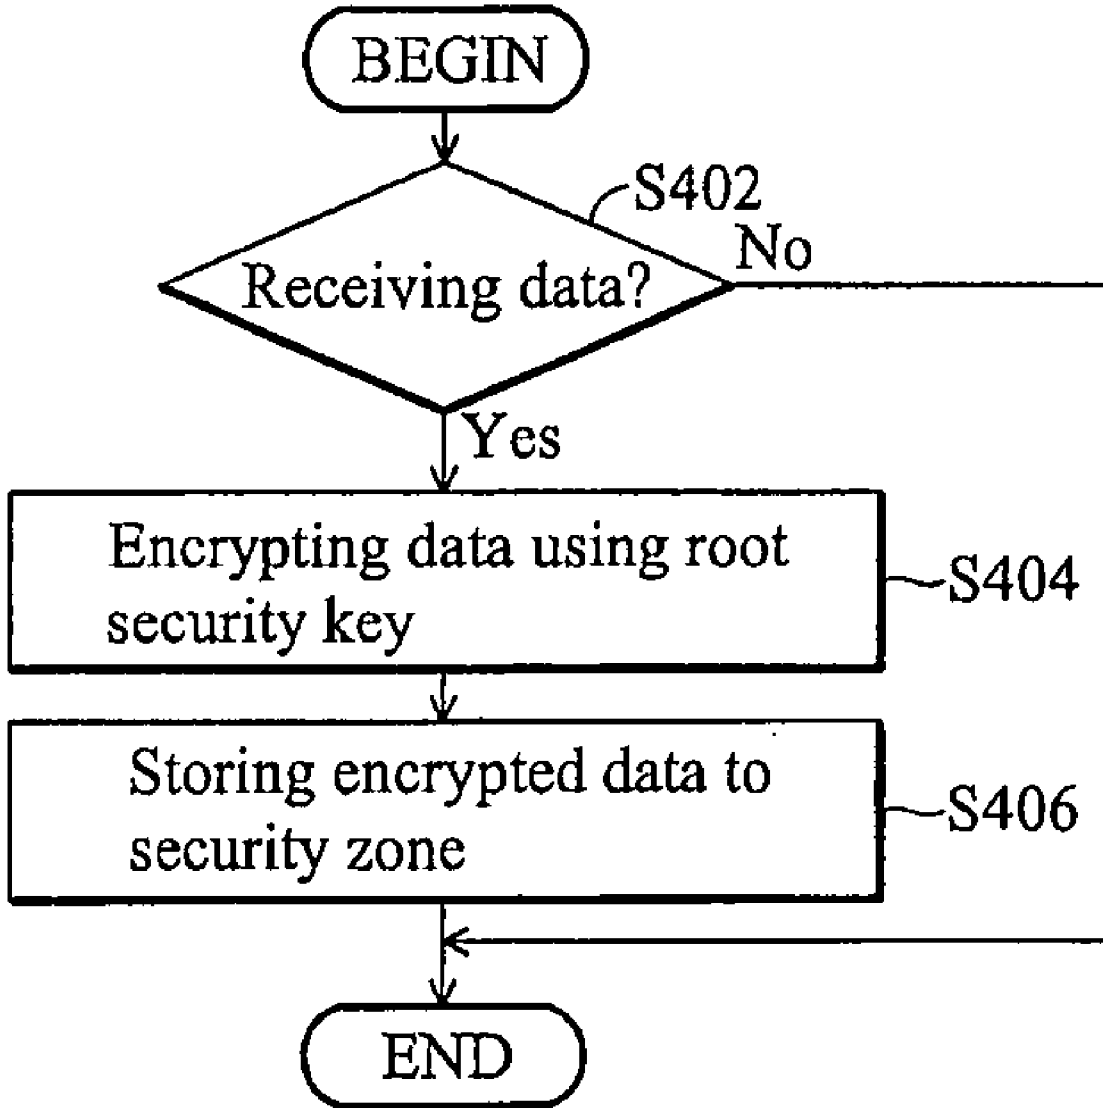 BEGIN
S402
No
Receiving data?
Yes
Encrypting data using root
security key
S404
Storing encrypted data to
security zone
S406
END